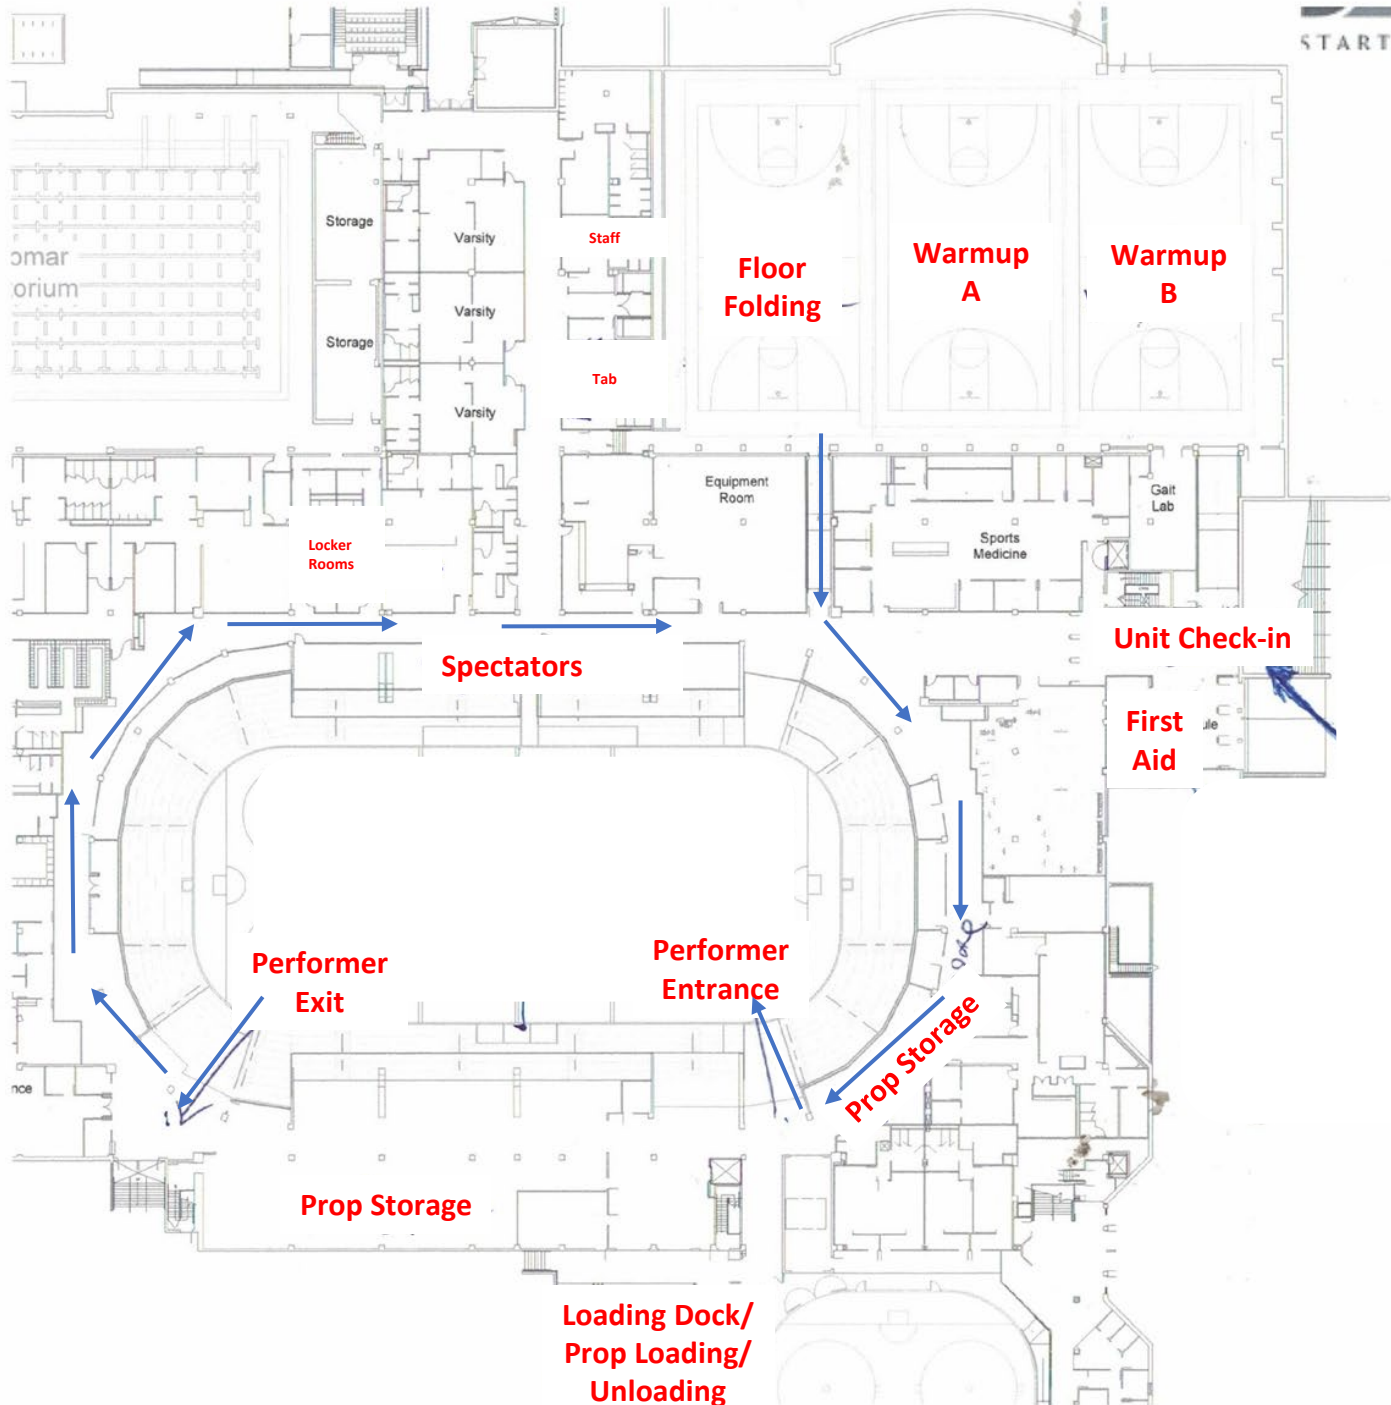 START
omar
orium
Storage
Varsity
Staff
Floor
Folding
Warmup
A
Warmup
B
Varsity
Storage
Tab
Varsity
Equipment
Room
Gait
Lab
Locker
Rooms
Sports
Medicine
Unit Check-in
Spectators
First
Aid
ule
Performer
Exit
Performer
Entrance
Prop Storage
nce
Prop Storage
Loading Dock/
Prop Loading/
Unloading